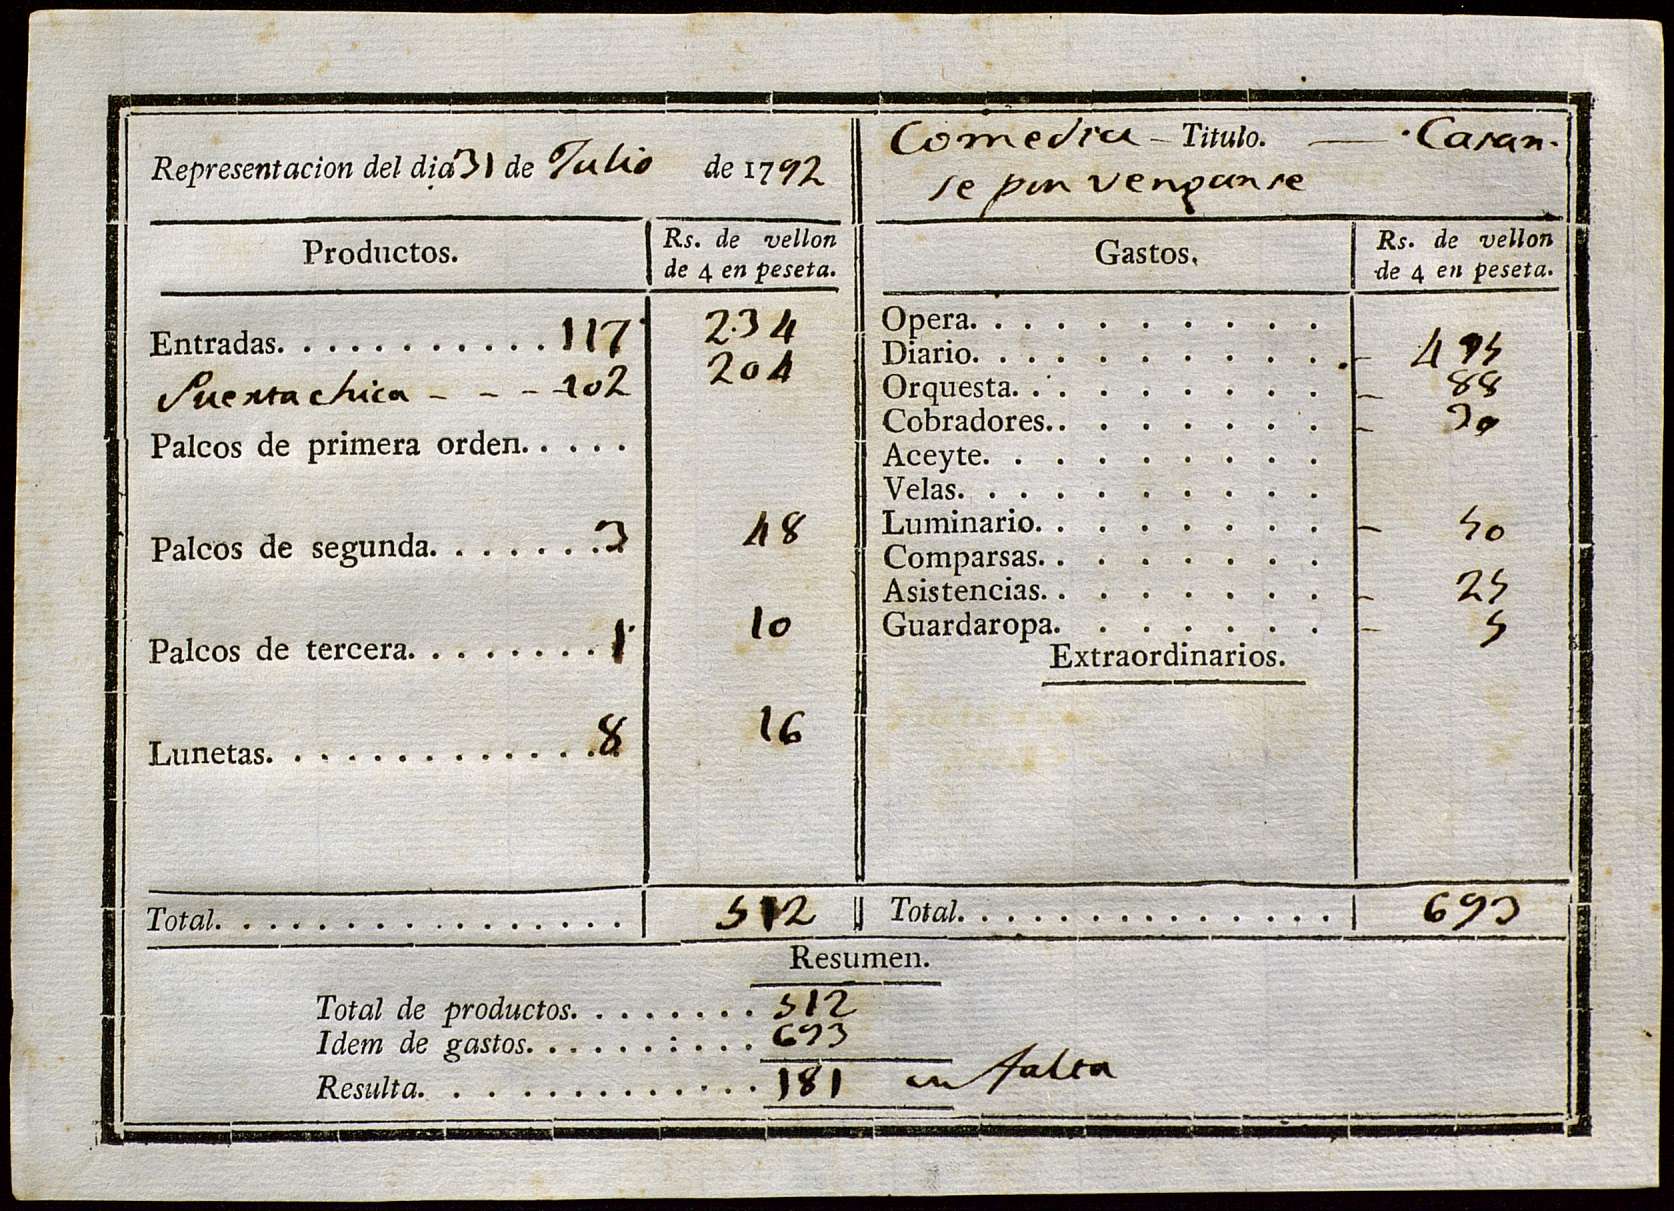 Representacion del dia 31 de Julio de 1792
Comedia - Titulo. — Casar-
se por vengarse
Productos.
Rs. de vellon
de 4 en peseta.
Entradas. . . . . . . . . . . 117 234
Puerta chica - - - 102 204
Palcos de primera orden. . . . .
Palcos de segunda. . . . . . . . 3 48
Palcos de tercera. . . . . . . . 1 10
Lunetas. . . . . . . . . . . . . . 8 16
Total. . . . . . . . . . . . . . . . . 512
Gastos.
Rs. de vellon
de 4 en peseta.
Opera. . . . . . . . . .
Diario. . . . . . . . . . - 495
Orquesta. . . . . . . . . - 88
Cobradores. . . . . . . . - 30
Aceyte. . . . . . . . . .
Velas. . . . . . . . . . .
Luminario. . . . . . . . - 50
Comparsas. . . . . . . .
Asistencias. . . . . . . . - 25
Guardaropa. . . . . . . - 5
Extraordinarios.
Total. . . . . . . . . . . . . . . 693
Resumen.
Total de productos. . . . . . . . 512
Idem de gastos. . . . . . : . . . 693
Resulta. . . . . . . . . . . . . . 181 en falta